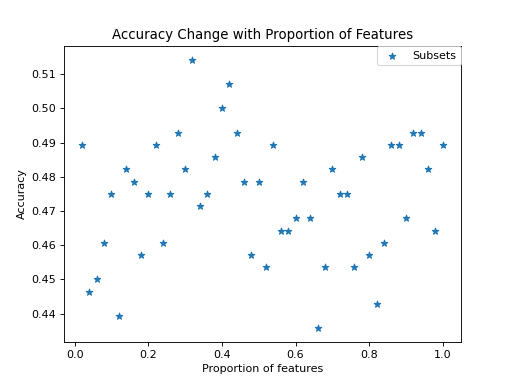 Accuracy Change with Proportion of Features
Subsets
0.51
0.50
0.49
0.48
0.47
0.46
0.45
0.44
Accuracy
0.0 0.2 0.4 0.6 0.8 1.0
Proportion of features